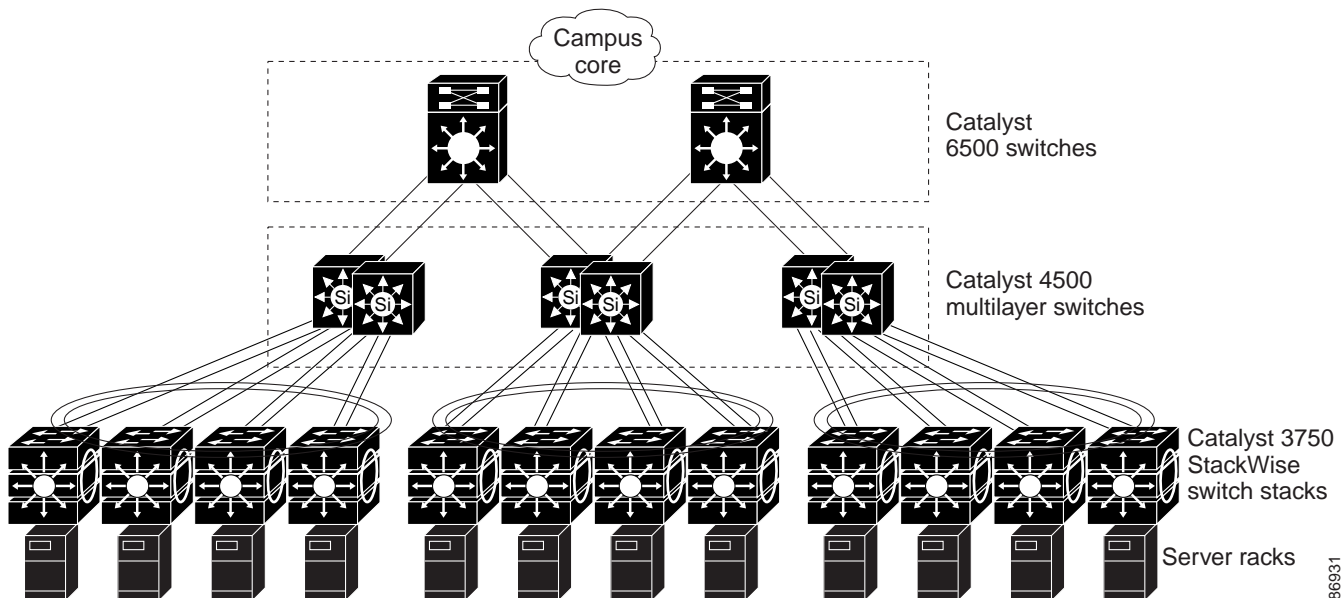 Campus
core
Catalyst
6500 switches
Si
Si
Si
Si
Si
Si
Catalyst 4500
multilayer switches
Catalyst 3750
StackWise
switch stacks
Server racks
86931